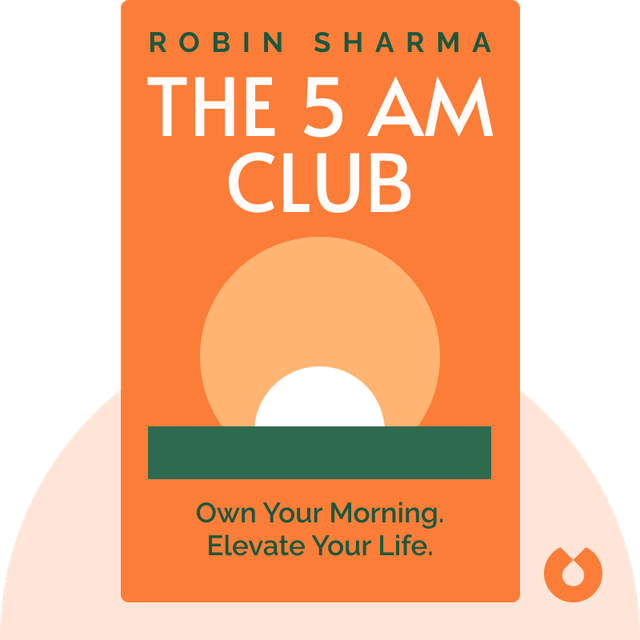 ROBIN SHARMA
THE 5 AM
CLUB
Own Your Morning.
Elevate Your Life.